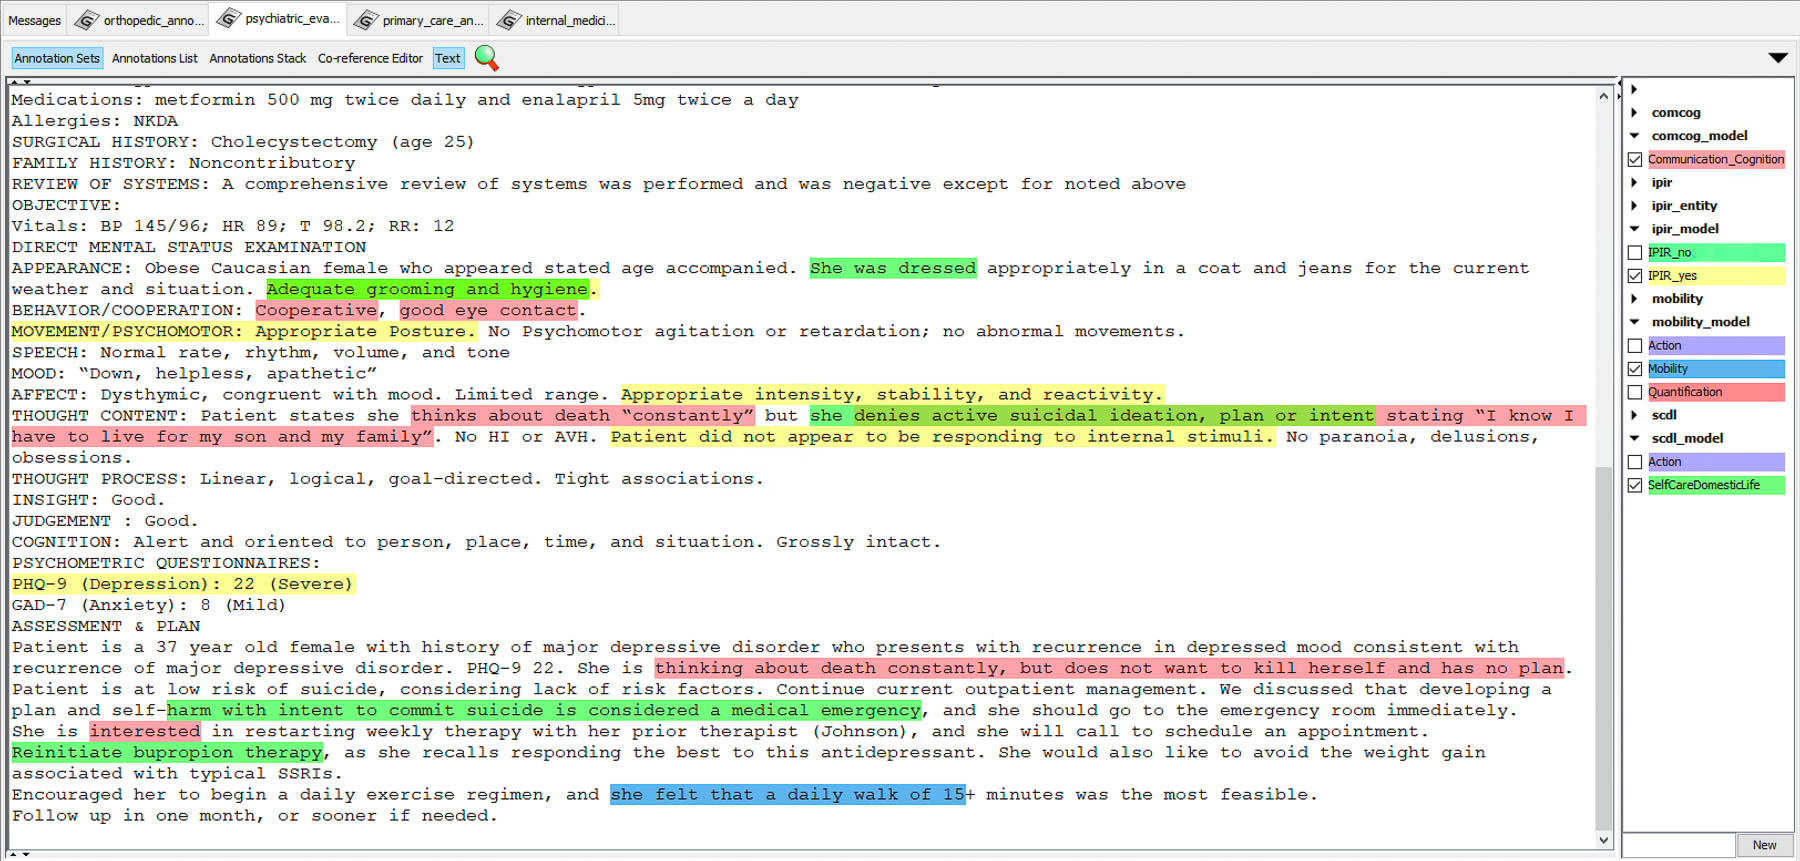 Messages orthopedic_anno... psychiatric_eva... primary_care_an... internal_medici...
Annotation Sets Annotations List Annotations Stack Co-reference Editor Text
Medications: metformin 500 mg twice daily and enalapril 5mg twice a day
Allergies: NKDA
SURGICAL HISTORY: Cholecystectomy (age 25)
FAMILY HISTORY: Noncontributory
REVIEW OF SYSTEMS: A comprehensive review of systems was performed and was negative except for noted above
OBJECTIVE:
Vitals: BP 145/96; HR 89; T 98.2; RR: 12
DIRECT MENTAL STATUS EXAMINATION
APPEARANCE: Obese Caucasian female who appeared stated age accompanied. She was dressed appropriately in a coat and jeans for the current
weather and situation. Adequate grooming and hygiene.
BEHAVIOR/COOPERATION: Cooperative, good eye contact.
MOVEMENT/PSYCHOMOTOR: Appropriate Posture. No Psychomotor agitation or retardation; no abnormal movements.
SPEECH: Normal rate, rhythm, volume, and tone
MOOD: “Down, helpless, apathetic”
AFFECT: Dysthymic, congruent with mood. Limited range. Appropriate intensity, stability, and reactivity.
THOUGHT CONTENT: Patient states she thinks about death “constantly” but she denies active suicidal ideation, plan or intent stating “I know I
have to live for my son and my family”. No HI or AVH. Patient did not appear to be responding to internal stimuli. No paranoia, delusions,
obsessions.
THOUGHT PROCESS: Linear, logical, goal-directed. Tight associations.
INSIGHT: Good.
JUDGEMENT : Good.
COGNITION: Alert and oriented to person, place, time, and situation. Grossly intact.
PSYCHOMETRIC QUESTIONNAIRES:
PHQ-9 (Depression): 22 (Severe)
GAD-7 (Anxiety): 8 (Mild)
ASSESSMENT & PLAN
Patient is a 37 year old female with history of major depressive disorder who presents with recurrence in depressed mood consistent with
recurrence of major depressive disorder. PHQ-9 22. She is thinking about death constantly, but does not want to kill herself and has no plan.
Patient is at low risk of suicide, considering lack of risk factors. Continue current outpatient management. We discussed that developing a
plan and self-harm with intent to commit suicide is considered a medical emergency, and she should go to the emergency room immediately.
She is interested in restarting weekly therapy with her prior therapist (Johnson), and she will call to schedule an appointment.
Reinitiate bupropion therapy, as she recalls responding the best to this antidepressant. She would also like to avoid the weight gain
associated with typical SSRIs.
Encouraged her to begin a daily exercise regimen, and she felt that a daily walk of 15+ minutes was the most feasible.
Follow up in one month, or sooner if needed.
comcog
comcog_model
Communication_Cognition
ipir
ipir_entity
ipir_model
IPIR_no
IPIR_yes
mobility
mobility_model
Action
Mobility
Quantification
scdl
scdl_model
Action
SelfCareDomesticLife
New